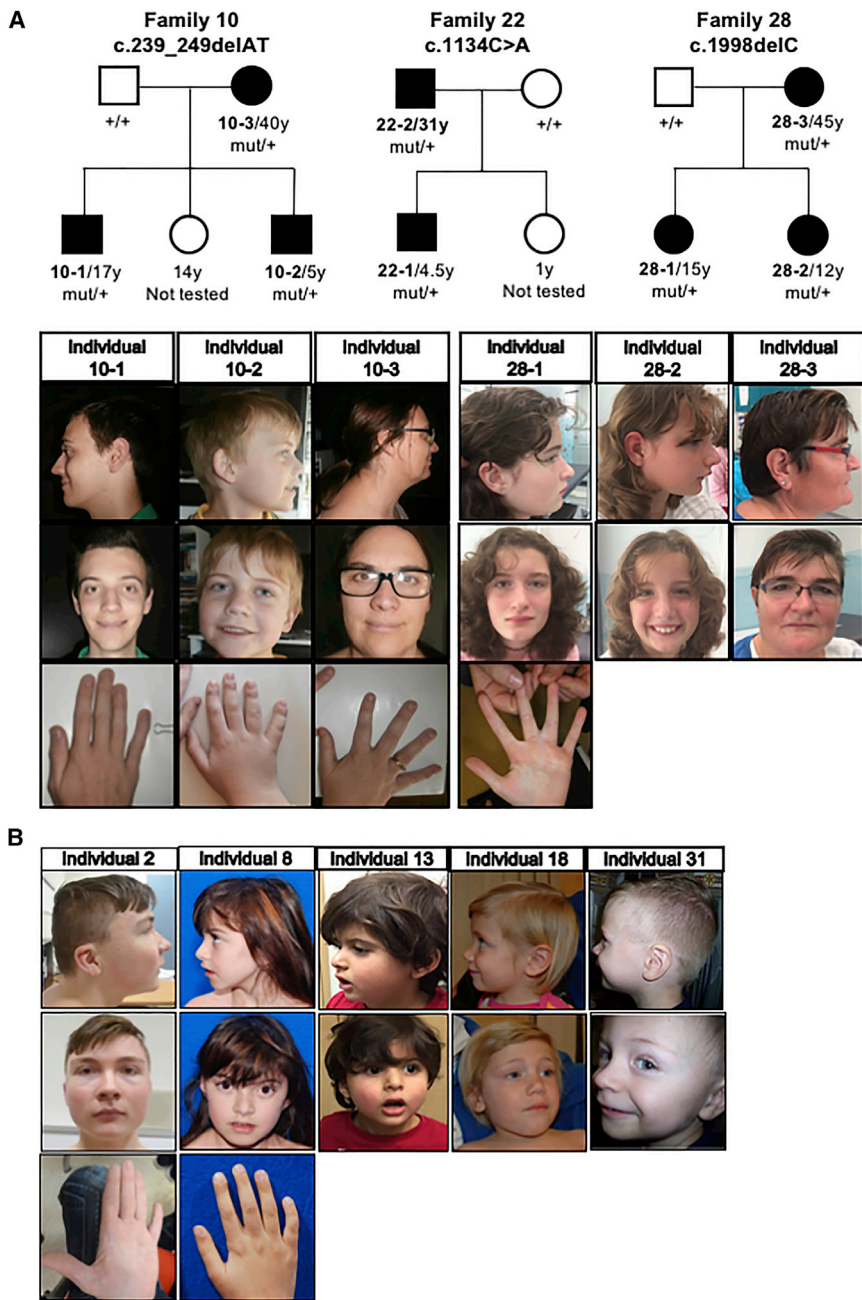 A
Family 10
c.239_249delAT
+/+
10-3/40y
mut/+
10-1/17y
mut/+
14y
Not tested
10-2/5y
mut/+
Family 22
c.1134C>A
22-2/31y
mut/+
+/+
22-1/4.5y
mut/+
1y
Not tested
Family 28
c.1998delC
+/+
28-3/45y
mut/+
28-1/15y
mut/+
28-2/12y
mut/+
Individual
10-1
Individual
10-2
Individual
10-3
Individual
28-1
Individual
28-2
Individual
28-3
B
Individual 2
Individual 8
Individual 13
Individual 18
Individual 31